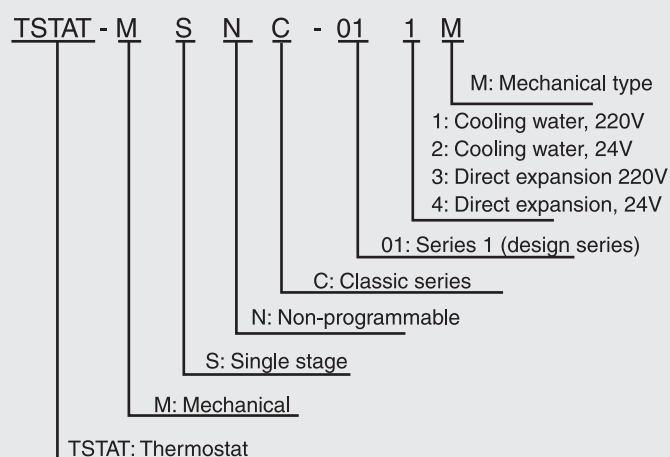 TSTAT - M S N C - 01 1 M
M: Mechanical type
1: Cooling water, 220V
2: Cooling water, 24V
3: Direct expansion 220V
4: Direct expansion, 24V
01: Series 1 (design series)
C: Classic series
N: Non-programmable
S: Single stage
M: Mechanical
TSTAT: Thermostat